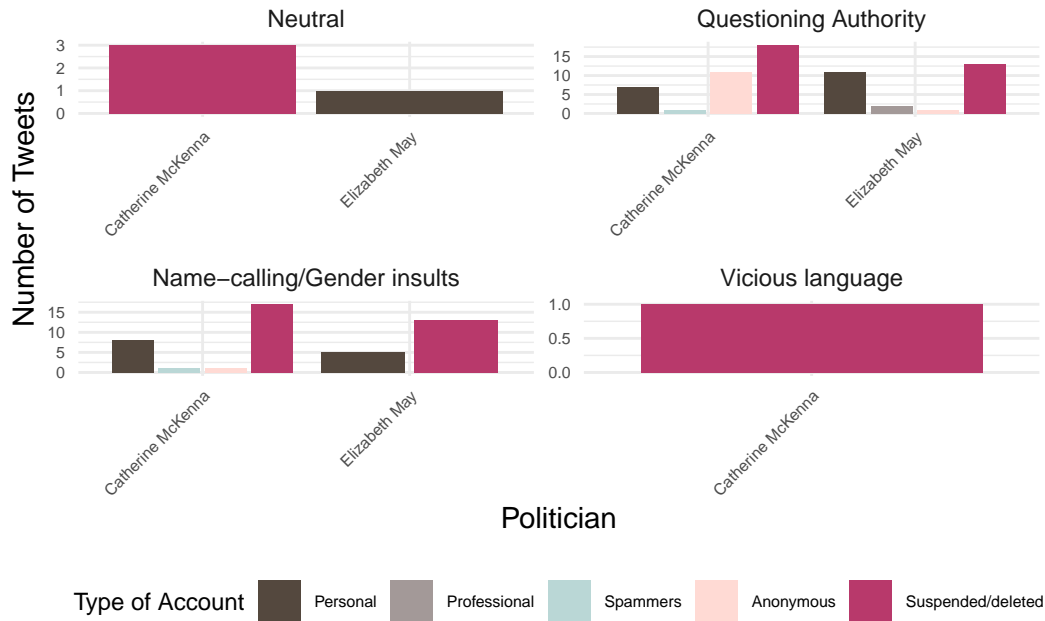 Neutral
Questioning Authority
3
2
1
0
15
10
5
0
Catherine McKenna
Elizabeth May
Catherine McKenna
Elizabeth May
Number of Tweets
Name−calling/Gender insults
Vicious language
15
10
5
0
1.0
0.5
0.0
Catherine McKenna
Elizabeth May
Catherine McKenna
Politician
Type of Account Personal Professional Spammers Anonymous Suspended/deleted